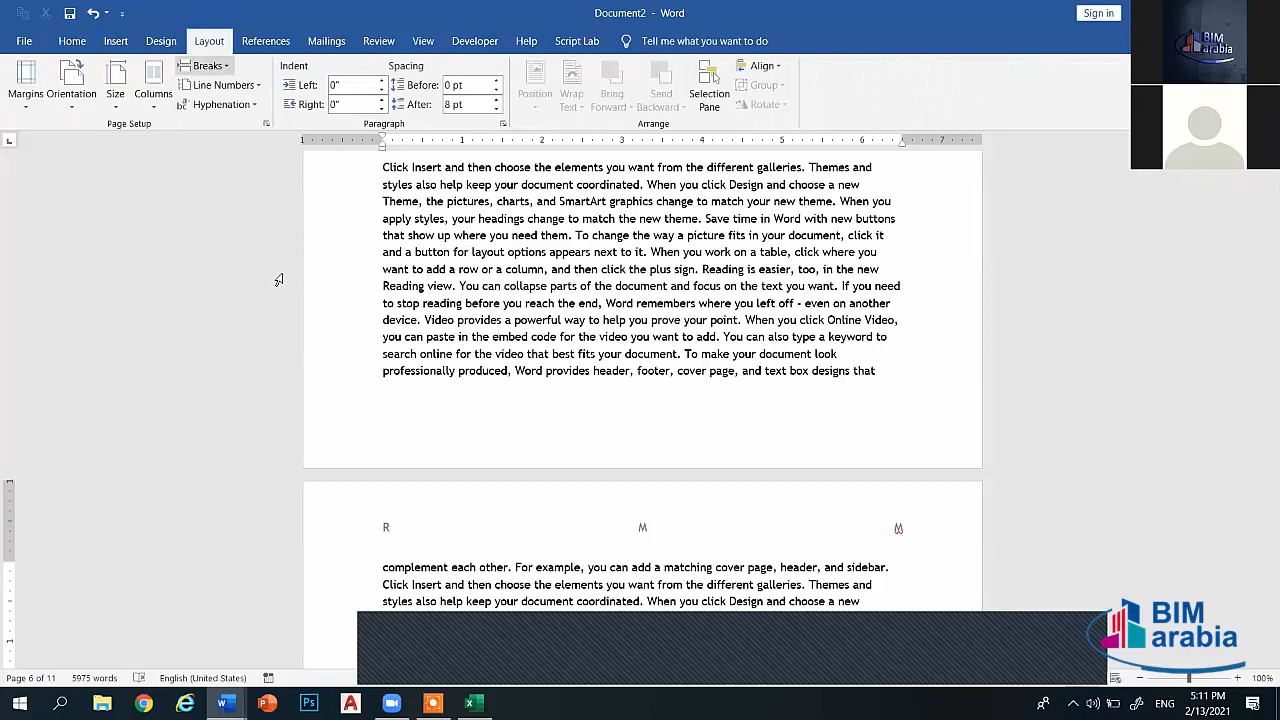 Document2 - Word
Sign in
BIM
arabia
File Home Insert Design Layout References Mailings Review View Developer Help Script Lab Tell me what you want to do
Breaks
Line Numbers
Hyphenation
Margins Orientation Size Columns
Page Setup
Indent
Left: 0"
Right: 0"
Spacing
Before: 0 pt
After: 8 pt
Paragraph
Position
Wrap
Text
Bring
Forward
Send
Backward
Selection
Pane
Align
Group
Rotate
Arrange
1 1 2 3 4 5 6 7
Click Insert and then choose the elements you want from the different galleries. Themes and
styles also help keep your document coordinated. When you click Design and choose a new
Theme, the pictures, charts, and SmartArt graphics change to match your new theme. When you
apply styles, your headings change to match the new theme. Save time in Word with new buttons
that show up where you need them. To change the way a picture fits in your document, click it
and a button for layout options appears next to it. When you work on a table, click where you
want to add a row or a column, and then click the plus sign. Reading is easier, too, in the new
Reading view. You can collapse parts of the document and focus on the text you want. If you need
to stop reading before you reach the end, Word remembers where you left off - even on another
device. Video provides a powerful way to help you prove your point. When you click Online Video,
you can paste in the embed code for the video you want to add. You can also type a keyword to
search online for the video that best fits your document. To make your document look
professionally produced, Word provides header, footer, cover page, and text box designs that
R M M
complement each other. For example, you can add a matching cover page, header, and sidebar.
Click Insert and then choose the elements you want from the different galleries. Themes and
styles also help keep your document coordinated. When you click Design and choose a new
BIM
arabia
Page 6 of 11 5975 words English (United States) 100%
ENG
5:11 PM
2/13/2021